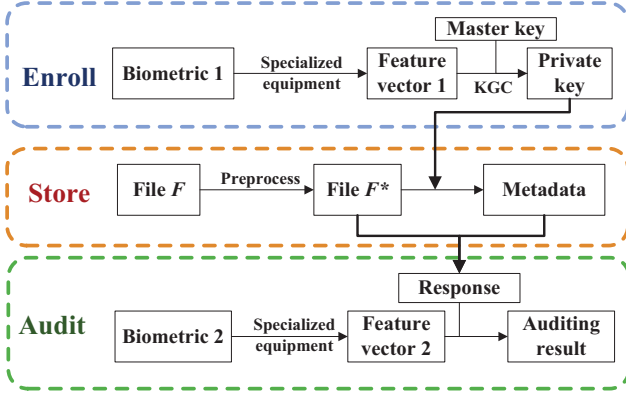 Master key
Enroll
Biometric 1
Specialized
equipment
Feature
vector 1
KGC
Private
key
Store
File F
Preprocess
File F*
Metadata
Response
Audit
Biometric 2
Specialized
equipment
Feature
vector 2
Auditing
result